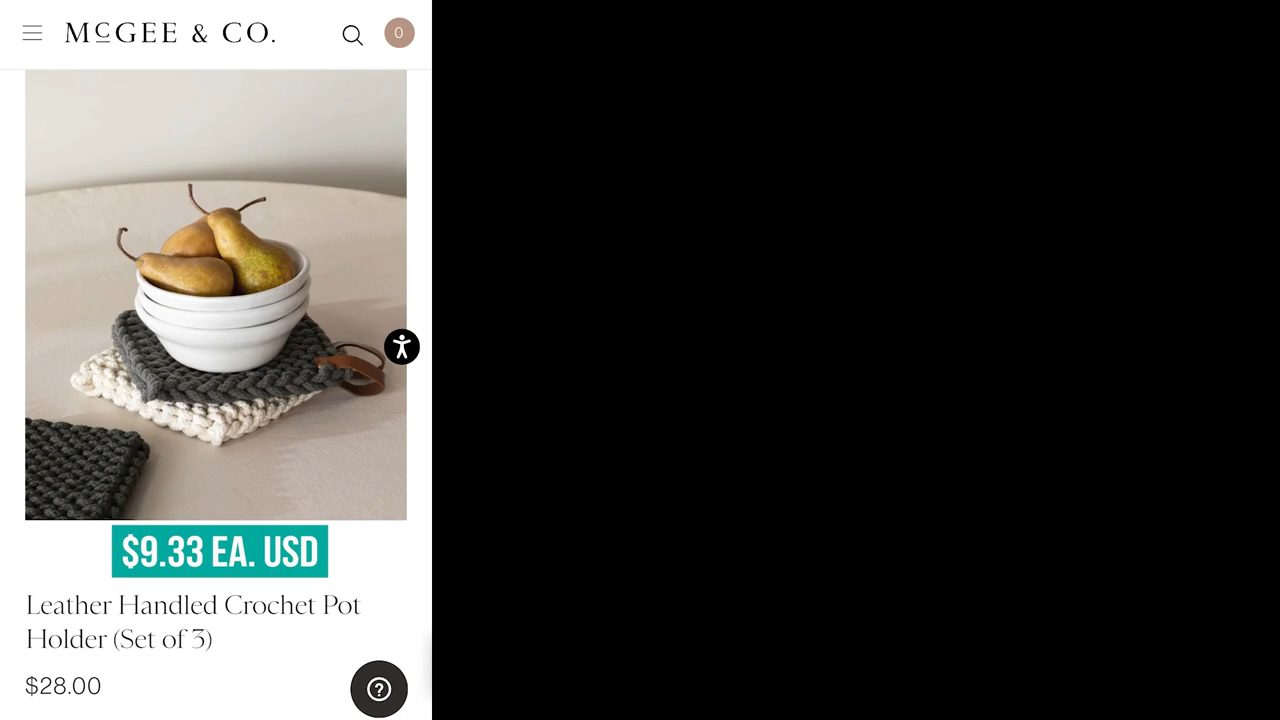 McGEE & CO.
0
$9.33 EA. USD
Leather Handled Crochet Pot
Holder (Set of 3)
$28.00